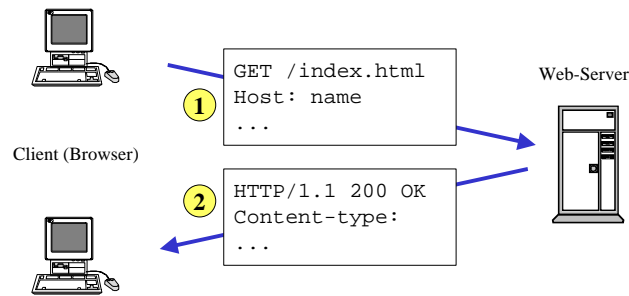 GET /index.html
Host: name
...
1
Web-Server
Client (Browser)
HTTP/1.1 200 OK
Content-type:
...
2